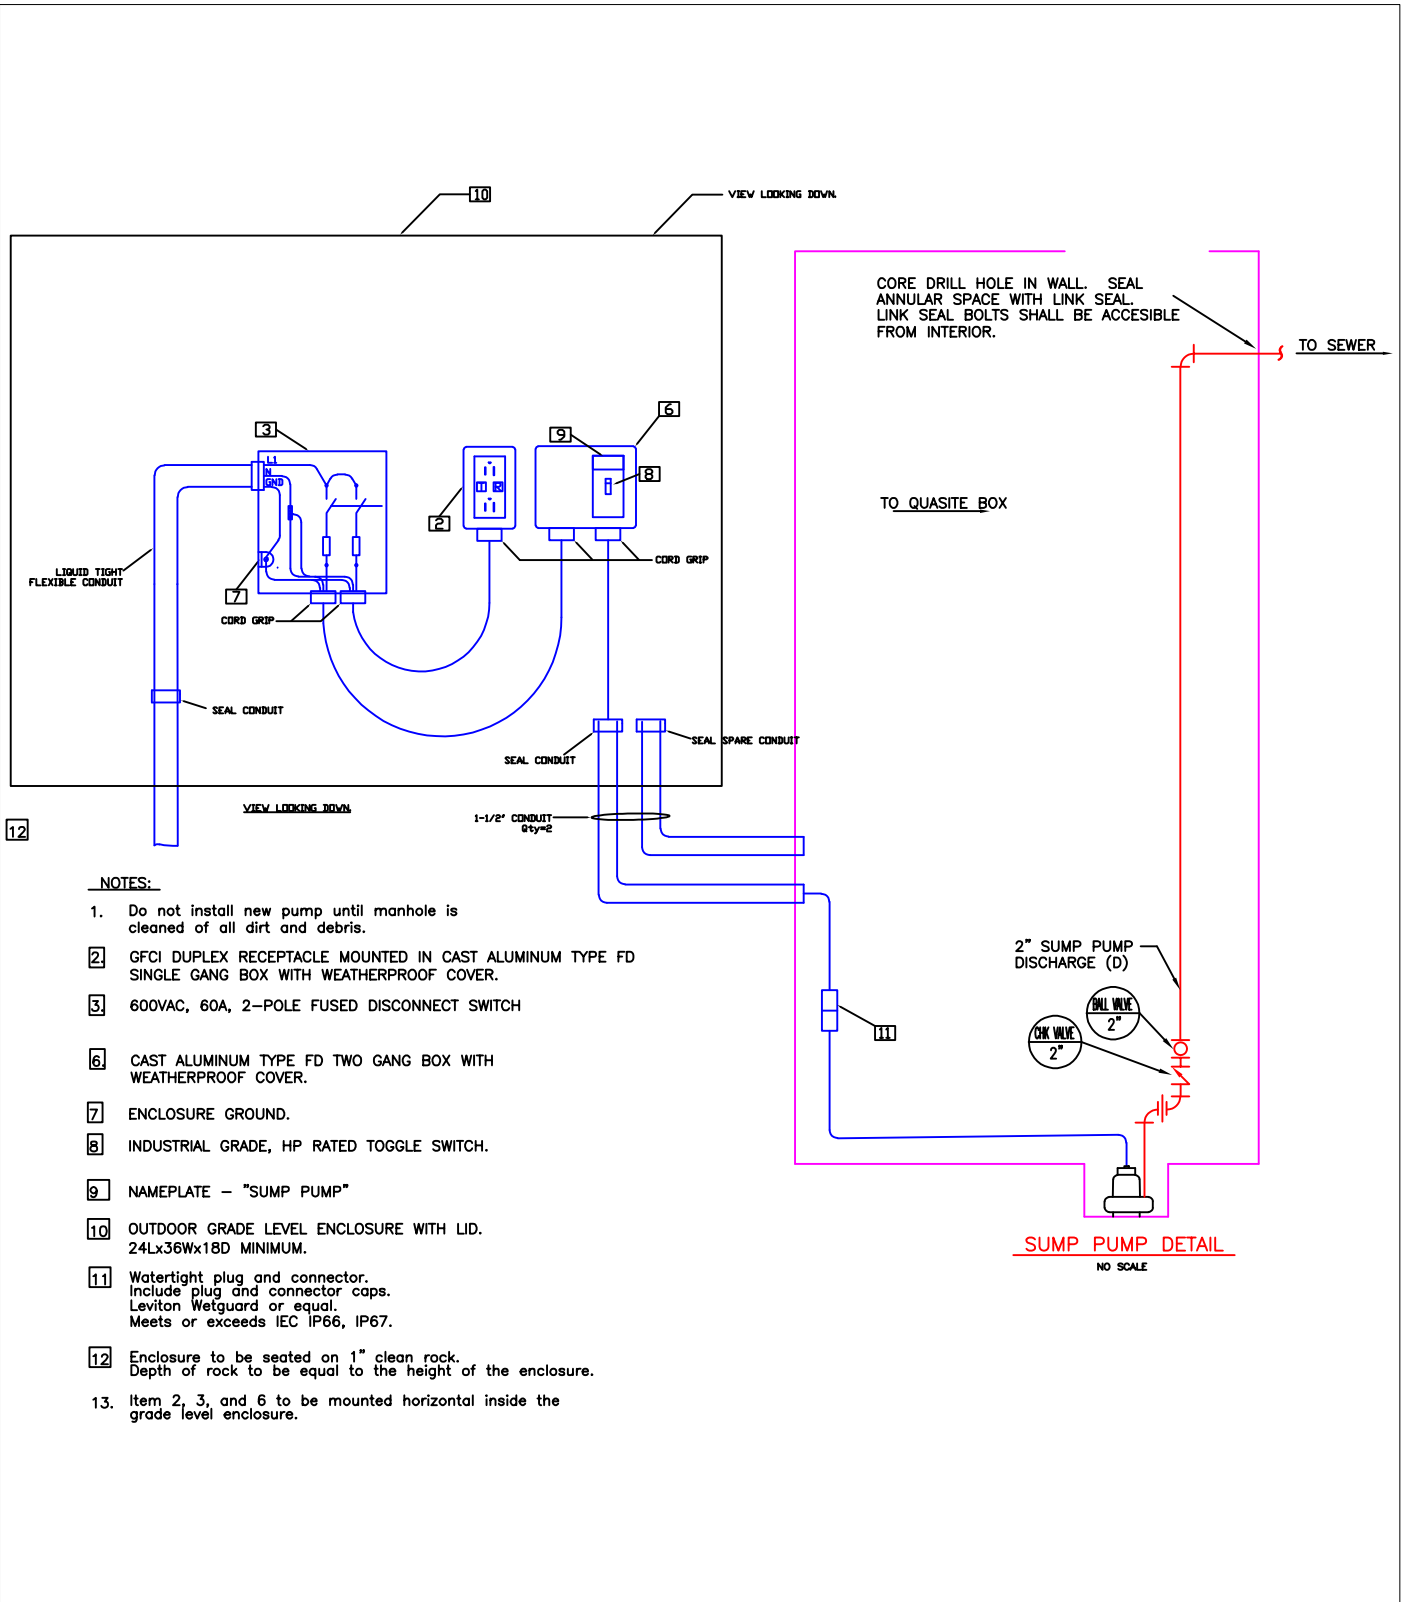 10
VIEW LOOKING DOWN.
CORE DRILL HOLE IN WALL.  SEAL
ANNULAR SPACE WITH LINK SEAL.
LINK SEAL BOLTS SHALL BE ACCESIBLE
FROM INTERIOR.
TO SEWER
3
9
6
8
2
L1
N
GND
T R
TO QUASITE BOX
LIQUID TIGHT
FLEXIBLE CONDUIT
CORD GRIP
7
CORD GRIP
SEAL CONDUIT
SEAL SPARE CONDUIT
SEAL CONDUIT
VIEW LOOKING DOWN.
1-1/2" CONDUIT
Qty=2
12
NOTES:
1. Do not install new pump until manhole is
cleaned of all dirt and debris.
2. GFCI DUPLEX RECEPTACLE MOUNTED IN CAST ALUMINUM TYPE FD
SINGLE GANG BOX WITH WEATHERPROOF COVER.
3. 600VAC, 60A, 2-POLE FUSED DISCONNECT SWITCH
6. CAST ALUMINUM TYPE FD TWO GANG BOX WITH
WEATHERPROOF COVER.
7 ENCLOSURE GROUND.
8 INDUSTRIAL GRADE, HP RATED TOGGLE SWITCH.
9 NAMEPLATE - "SUMP PUMP"
10 OUTDOOR GRADE LEVEL ENCLOSURE WITH LID.
24Lx36Wx18D MINIMUM.
11 Watertight plug and connector.
Include plug and connector caps.
Leviton Wetguard or equal.
Meets or exceeds IEC IP66, IP67.
12 Enclosure to be seated on 1" clean rock.
Depth of rock to be equal to the height of the enclosure.
13. Item 2, 3, and 6 to be mounted horizontal inside the
grade level enclosure.
2" SUMP PUMP
DISCHARGE (D)
BALL VALVE
2"
CHK VALVE
2"
11
SUMP PUMP DETAIL
NO SCALE